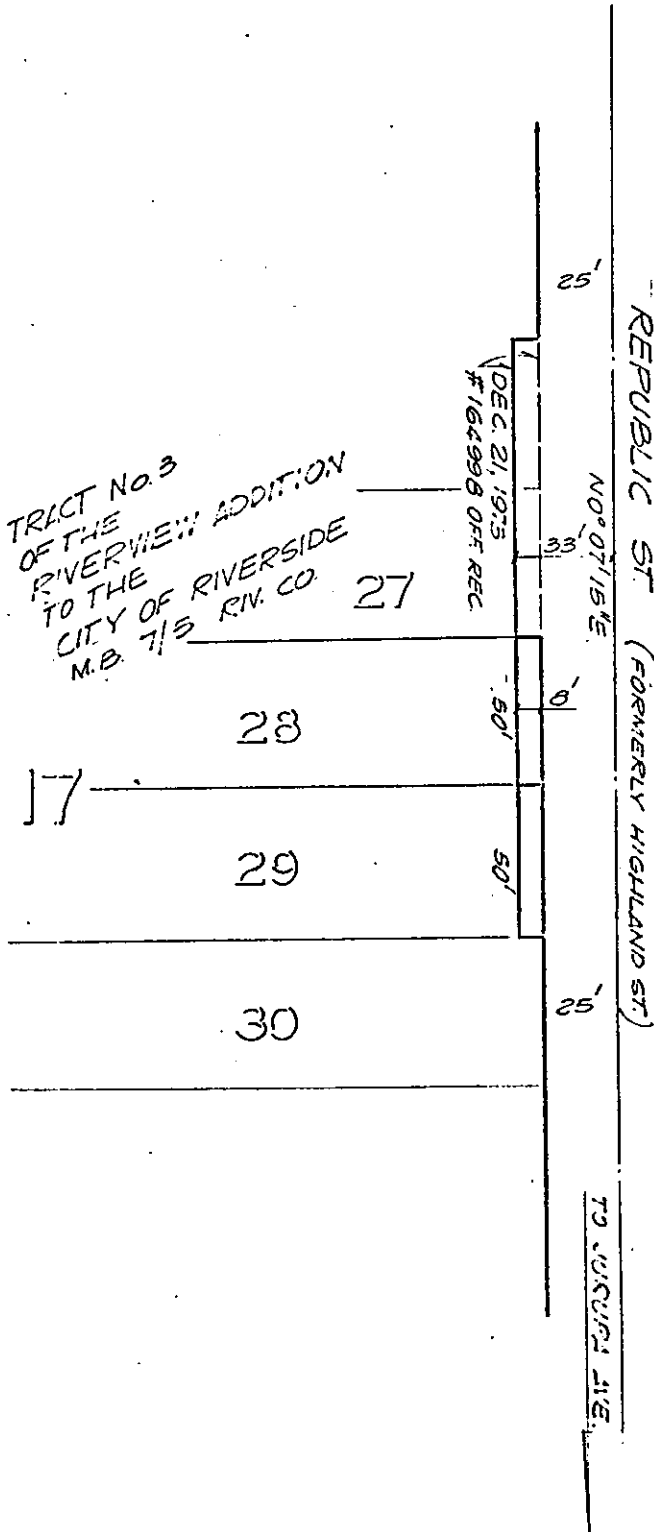 REPUBLIC ST. (FORMERLY HIGHLAND ST.)
N0°07'15"E
25'
DEC. 21, 1973
#164998 OFF. REC.
33'
TRACT No. 3
OF THE
RIVERVIEW ADDITION
TO THE
CITY OF RIVERSIDE
M.B. 7/5 RIV. CO.
27
28
50'
8'
17
29
50'
30
25'
TO JURUPA AVE.